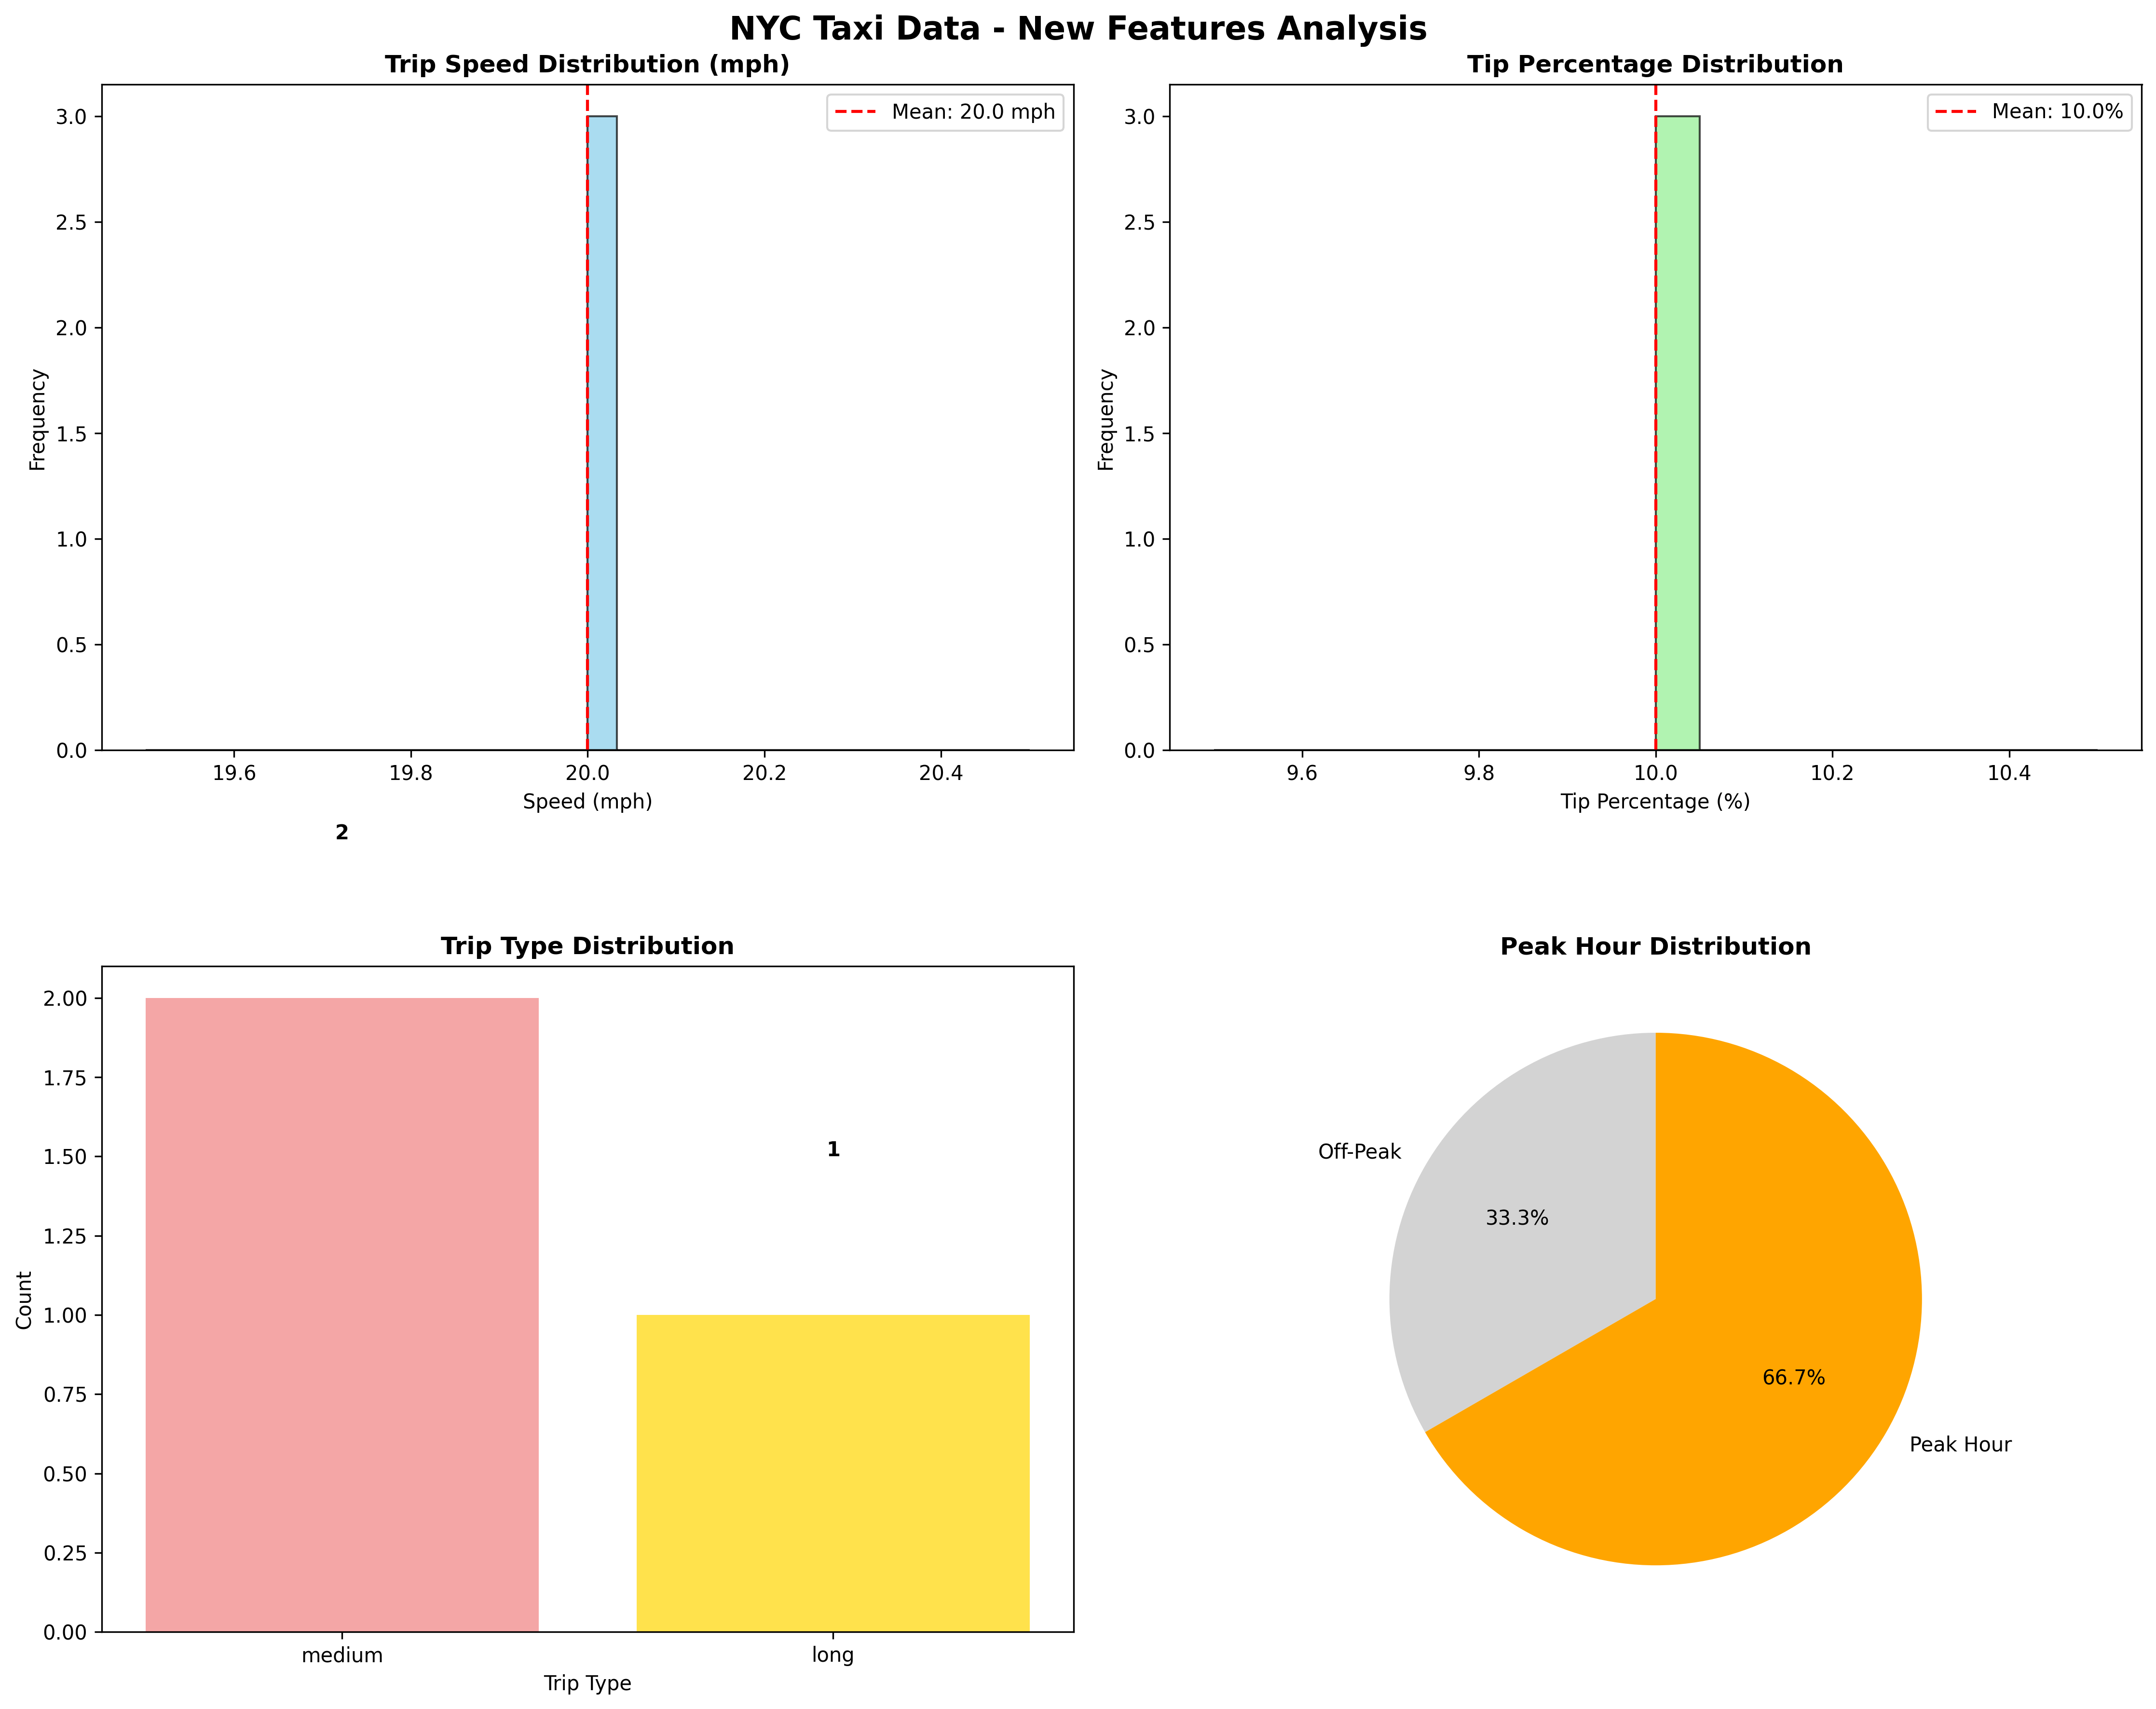 NYC Taxi Data - New Features Analysis
Trip Speed Distribution (mph)
Mean: 20.0 mph
Frequency
3.0
2.5
2.0
1.5
1.0
0.5
0.0
19.6 19.8 20.0 20.2 20.4
Speed (mph)
Tip Percentage Distribution
Mean: 10.0%
Frequency
3.0
2.5
2.0
1.5
1.0
0.5
0.0
9.6 9.8 10.0 10.2 10.4
Tip Percentage (%)
2
Trip Type Distribution
1
Count
2.00
1.75
1.50
1.25
1.00
0.75
0.50
0.25
0.00
medium long
Trip Type
Peak Hour Distribution
Off-Peak
33.3%
66.7%
Peak Hour